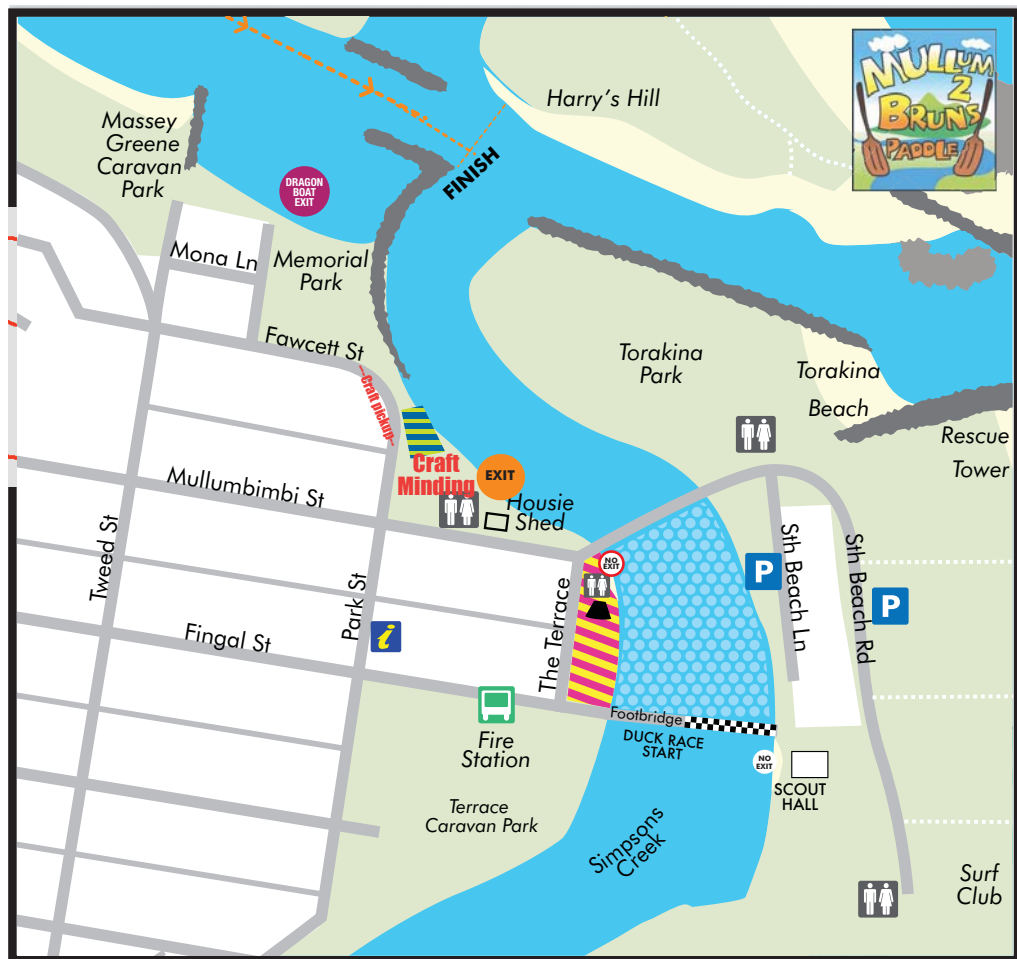 MULLUM
2
BRUNS
PADDLE
Harry's Hill
Massey
Greene
Caravan
Park
FINISH
DRAGON
BOAT
EXIT
Mona Ln
Memorial
Park
Fawcett St
Craft pickup
Torakina
Park
Torakina
Beach
Rescue
Tower
Craft
Minding
EXIT
Housie
Shed
Mullumbimbi St
NO
EXIT
Tweed St
Park St
The Terrace
P
Sth Beach Ln
Sth Beach Rd
P
Fingal St
i
Footbridge
DUCK RACE
START
Fire
Station
NO
EXIT
SCOUT
HALL
Terrace
Caravan Park
Simpsons
Creek
Surf
Club